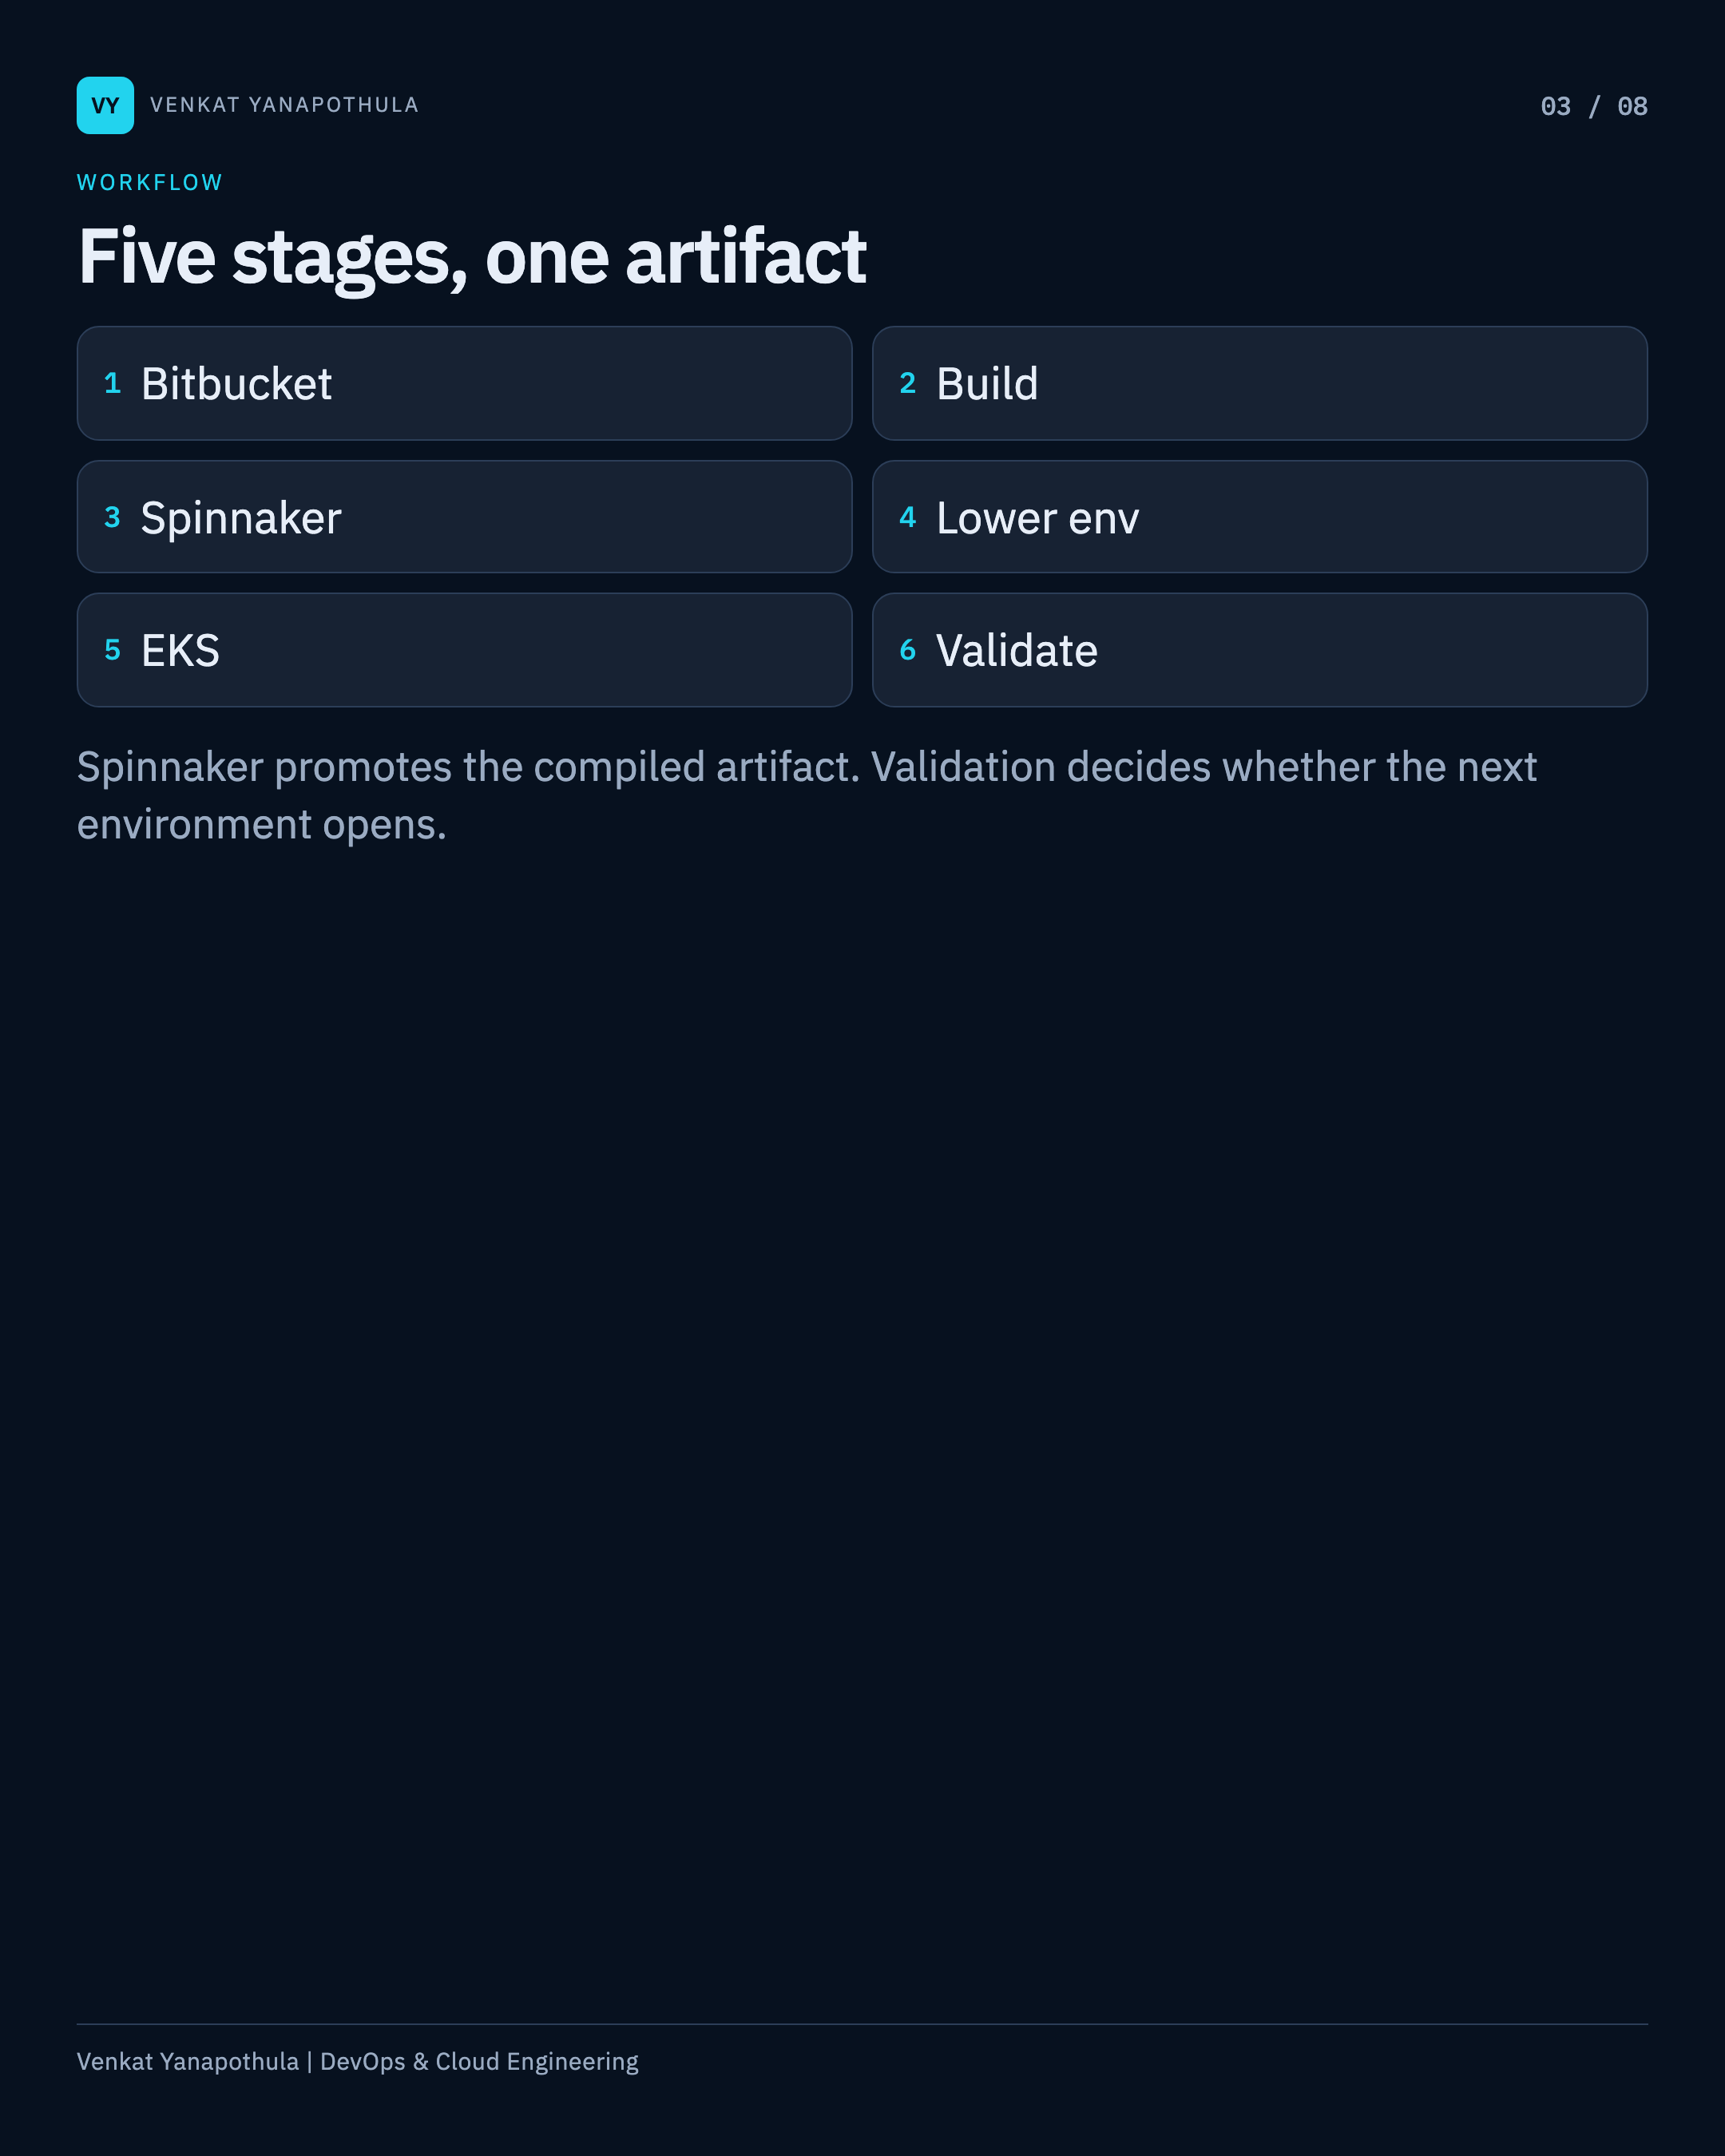 VY VENKAT YANAPOTHULA
03 / 08
WORKFLOW
Five stages, one artifact
1 Bitbucket
2 Build
3 Spinnaker
4 Lower env
5 EKS
6 Validate
Spinnaker promotes the compiled artifact. Validation decides whether the next
environment opens.
Venkat Yanapothula | DevOps & Cloud Engineering